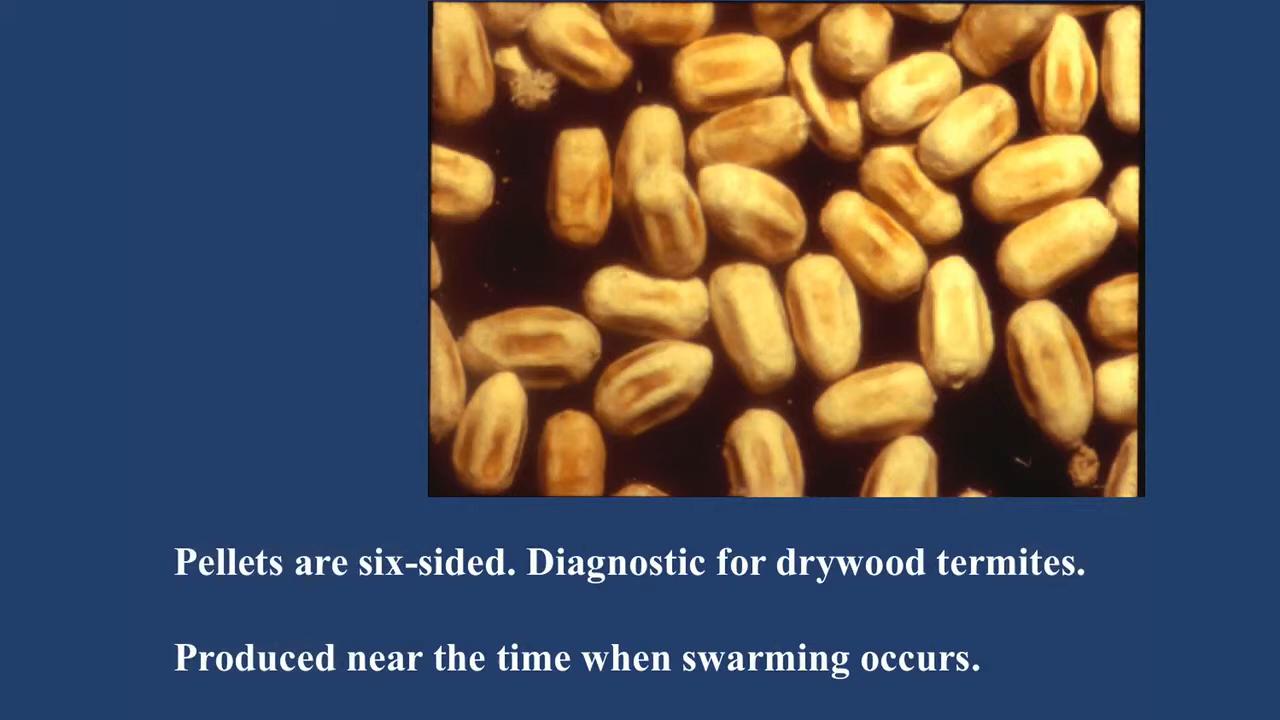 Pellets are six-sided. Diagnostic for drywood termites.
Produced near the time when swarming occurs.